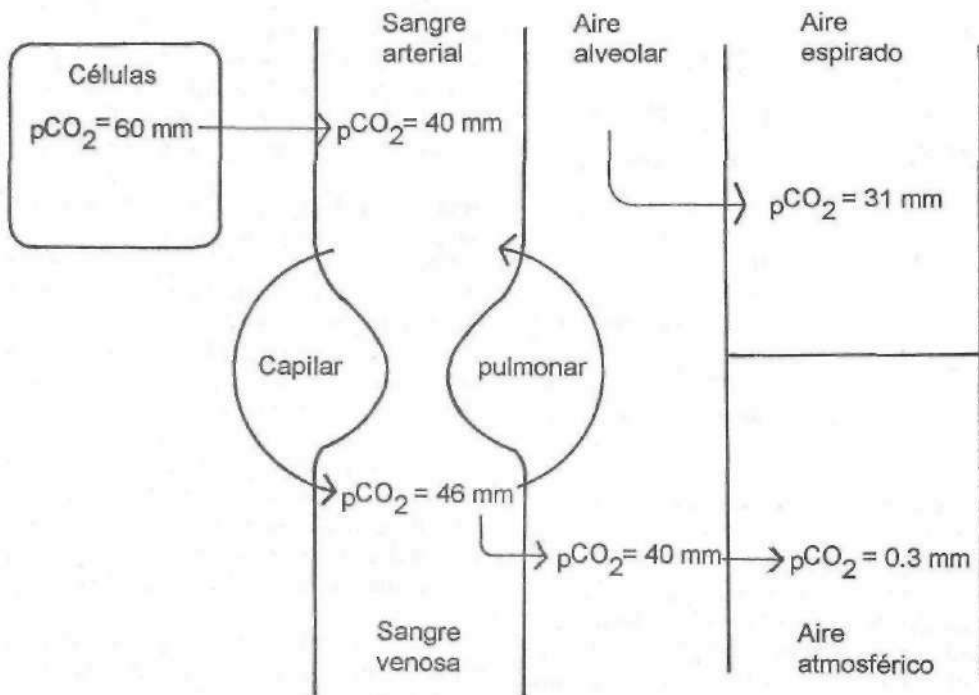 Células
pCO₂= 60 mm
Sangre
arterial
pCO₂= 40 mm
Aire
alveolar
Aire
espirado
pCO₂ = 31 mm
Capilar
pulmonar
pCO₂ = 46 mm
pCO₂= 40 mm
pCO₂ = 0.3 mm
Sangre
venosa
Aire
atmosférico